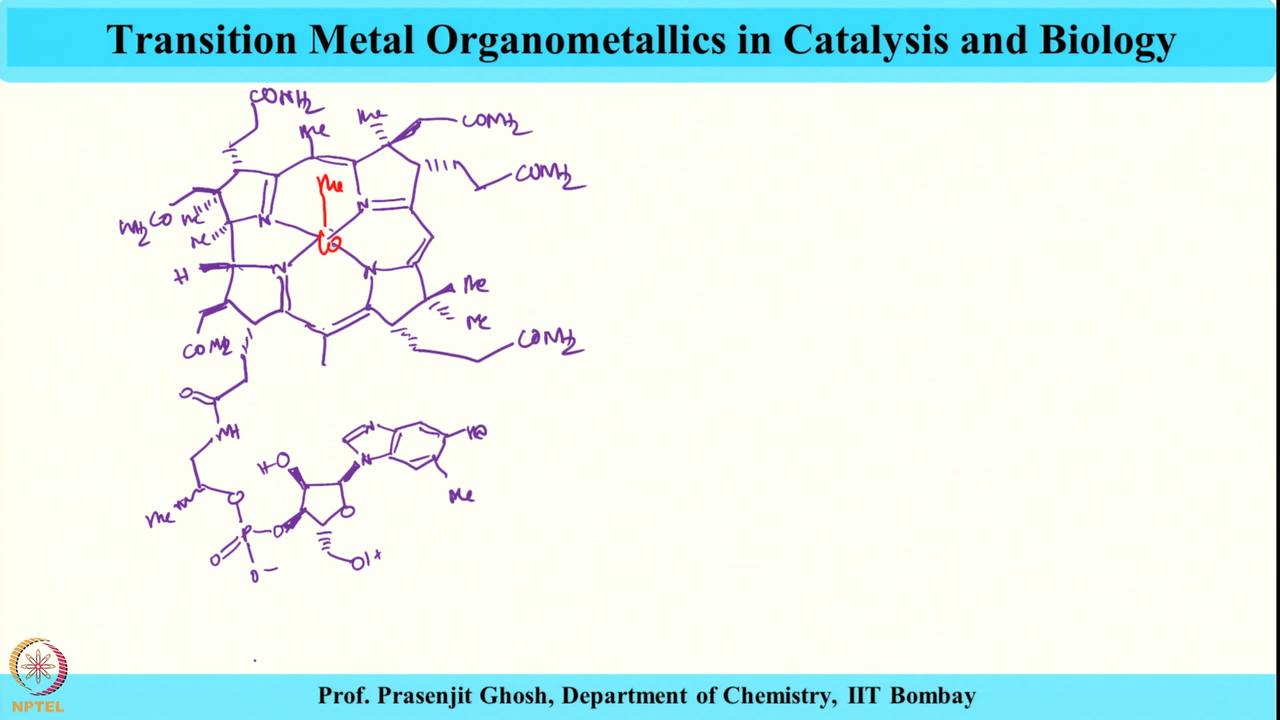 Transition Metal Organometallics in Catalysis and Biology
CONH2
Me
Me
CONH2
Me
CONH2
NH2CO
Me
N
N
Me
Co
H
N
N
Me
Me
CONH2
CONH2
O
NH
N
H-O
N
Me
O
Me
O
P
O
O
O-
OH
NPTEL
Prof. Prasenjit Ghosh, Department of Chemistry, IIT Bombay